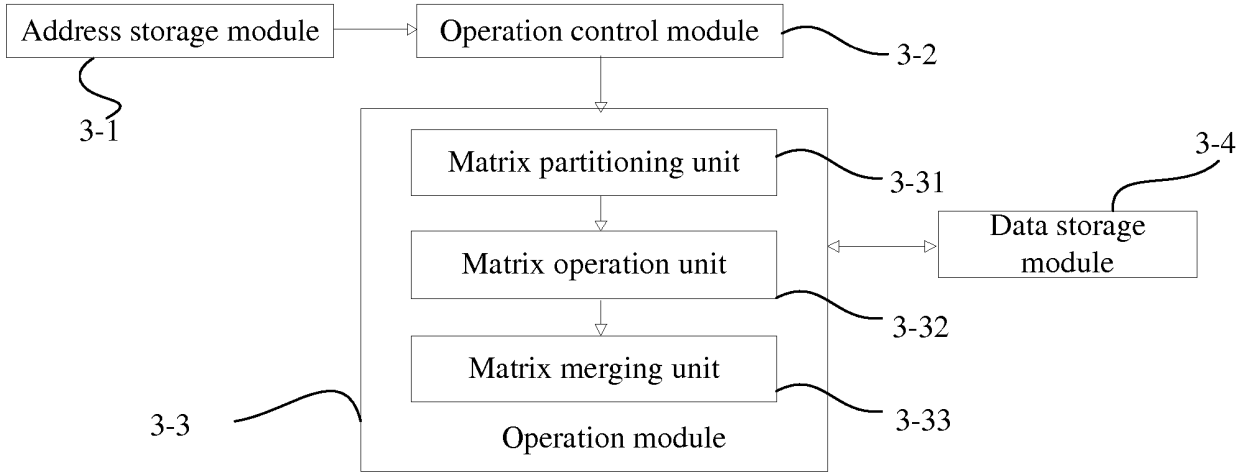 Address storage module
Operation control module
3-2
3-1
Matrix partitioning unit
3-31
3-4
Data storage
module
Matrix operation unit
3-32
Matrix merging unit
3-33
3-3
Operation module